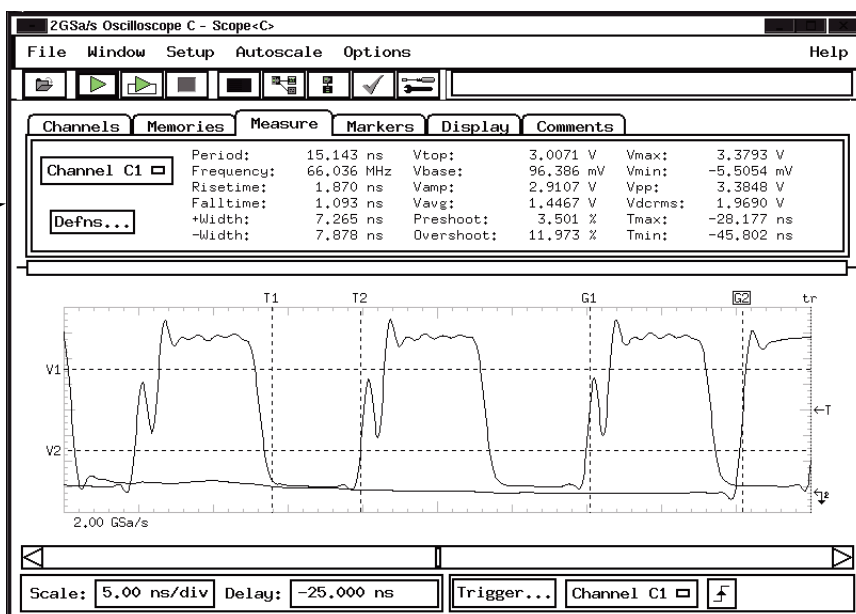 2GSa/s Oscilloscope C - Scope<C>
File Window Setup Autoscale Options Help
Channels Memories Measure Markers Display Comments
Channel C1
Defns...
Period: 15.143 ns Vtop: 3.0071 V Vmax: 3.3793 V
Frequency: 66.036 MHz Vbase: 96.386 mV Vmin: -5.5054 mV
Risetime: 1.870 ns Vamp: 2.9107 V Vpp: 3.3848 V
Falltime: 1.093 ns Vavg: 1.4467 V Vdcrms: 1.9690 V
+Width: 7.265 ns Preshoot: 3.501 % Tmax: -28.177 ns
-Width: 7.878 ns Overshoot: 11.973 % Tmin: -45.802 ns
T1 T2 G1 G2 tr
V1
T
V2
2
2.00 GSa/s
Scale: 5.00 ns/div Delay: -25.000 ns Trigger... Channel C1